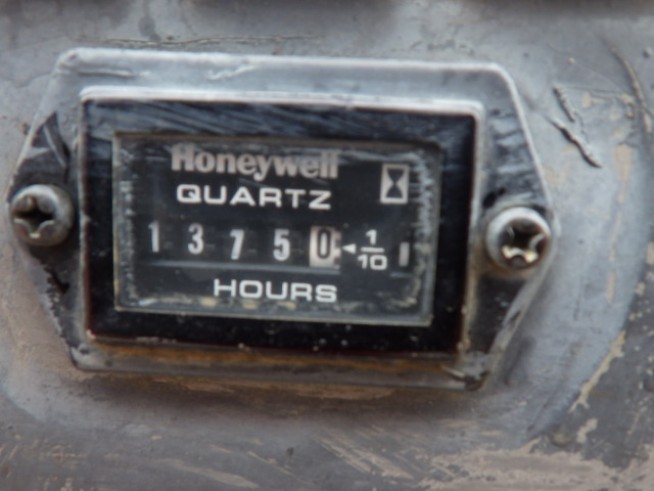 Honeywell
QUARTZ
1 3 7 5 0 ◄ 1/10
HOURS